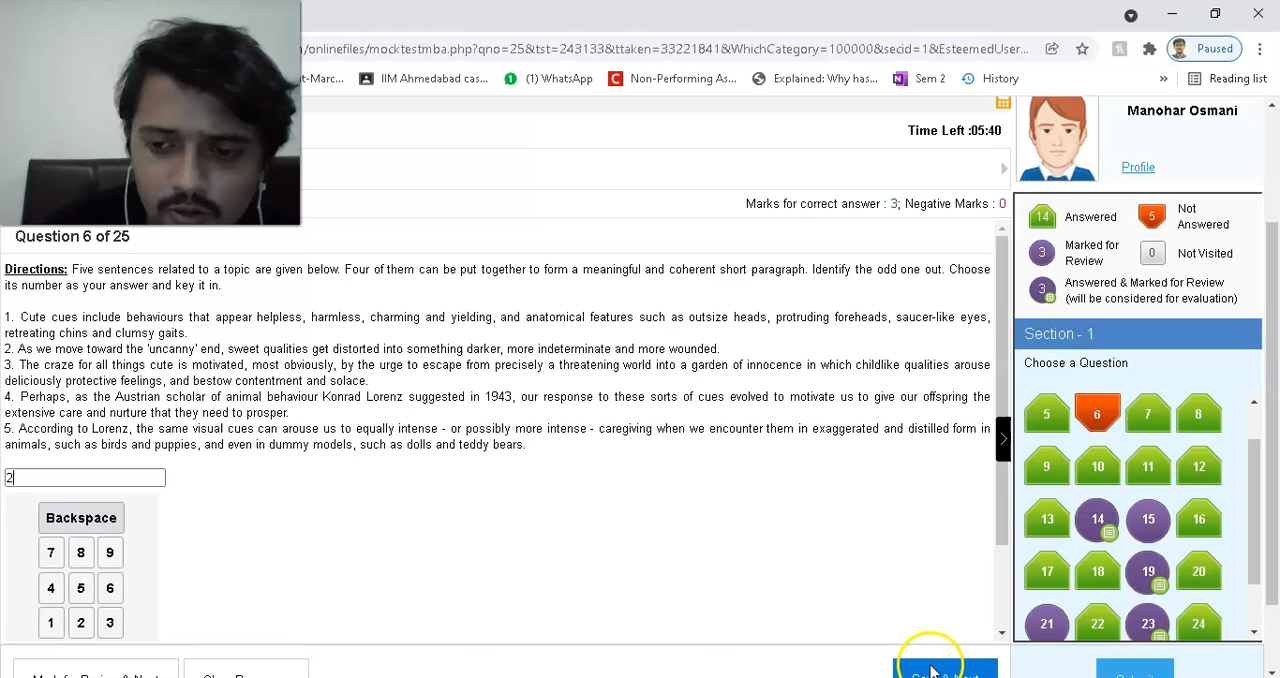 /onlinefiles/mocktestmba.php?qno=25&tst=243133&ttaken=33221841&WhichCategory=100000&secid=1&EsteemedUser...
Paused
t-Marc...
IIM Ahmedabad cas...
(1) WhatsApp
Non-Performing As...
Explained: Why has...
Sem 2
History
»
Reading list
Time Left :05:40
Manohar Osmani
Profile
Marks for correct answer : 3; Negative Marks : 0
Question 6 of 25
Directions: Five sentences related to a topic are given below. Four of them can be put together to form a meaningful and coherent short paragraph. Identify the odd one out. Choose
its number as your answer and key it in.
1. Cute cues include behaviours that appear helpless, harmless, charming and yielding, and anatomical features such as outsize heads, protruding foreheads, saucer-like eyes,
retreating chins and clumsy gaits.
2. As we move toward the 'uncanny' end, sweet qualities get distorted into something darker, more indeterminate and more wounded.
3. The craze for all things cute is motivated, most obviously, by the urge to escape from precisely a threatening world into a garden of innocence in which childlike qualities arouse
deliciously protective feelings, and bestow contentment and solace.
4. Perhaps, as the Austrian scholar of animal behaviour Konrad Lorenz suggested in 1943, our response to these sorts of cues evolved to motivate us to give our offspring the
extensive care and nurture that they need to prosper.
5. According to Lorenz, the same visual cues can arouse us to equally intense - or possibly more intense - caregiving when we encounter them in exaggerated and distilled form in
animals, such as birds and puppies, and even in dummy models, such as dolls and teddy bears.
2
Backspace
7 8 9
4 5 6
1 2 3
14 Answered
5 Not
Answered
3 Marked for
Review
0 Not Visited
3 Answered & Marked for Review
(will be considered for evaluation)
Section - 1
Choose a Question
5 6 7 8
9 10 11 12
13 14 15 16
17 18 19 20
21 22 23 24